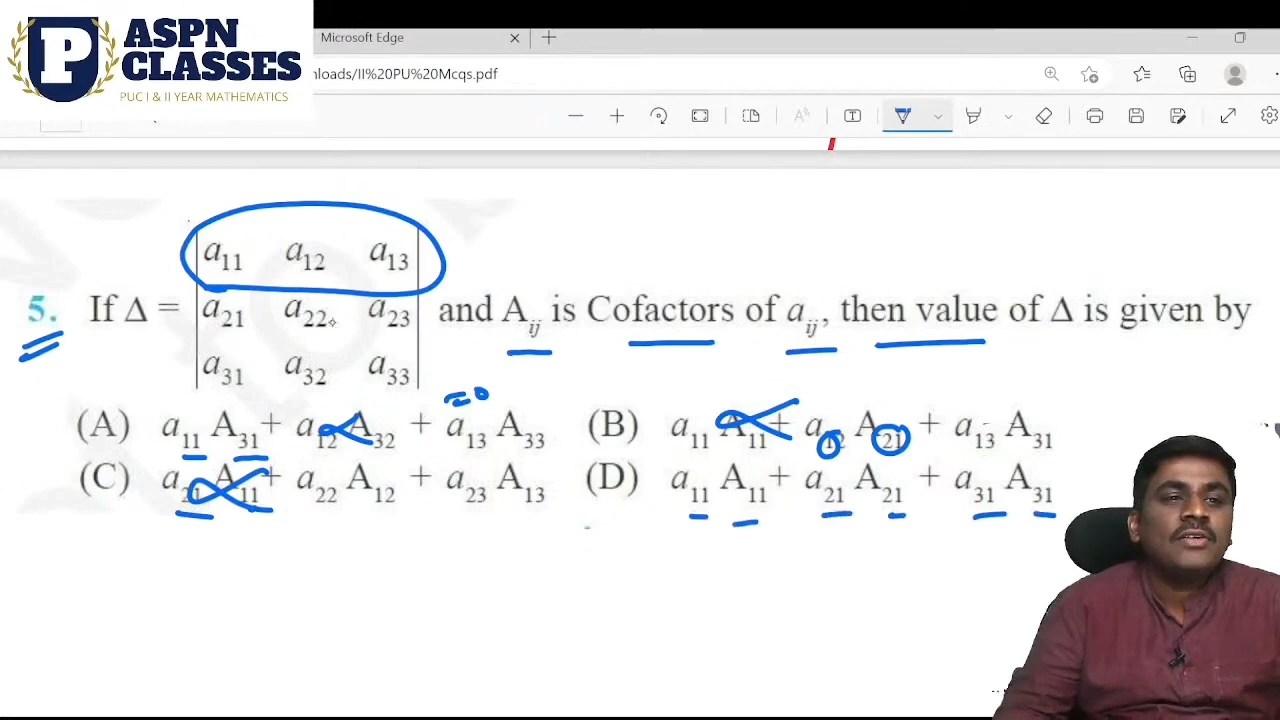 ASPN
CLASSES
PUC I & II YEAR MATHEMATICS
P
Microsoft Edge
nloads/II%20PU%20Mcqs.pdf
a11 a12 a13
5. If Δ = a21 a22 a23 and Aij is Cofactors of aij, then value of Δ is given by
a31 a32 a33
= 0
(A) a11 A31+ a12 A32 + a13 A33 (B) a11 A11+ a12 A21 + a13 A31
(C) a21 A11+ a22 A12 + a23 A13 (D) a11 A11+ a21 A21 + a31 A31